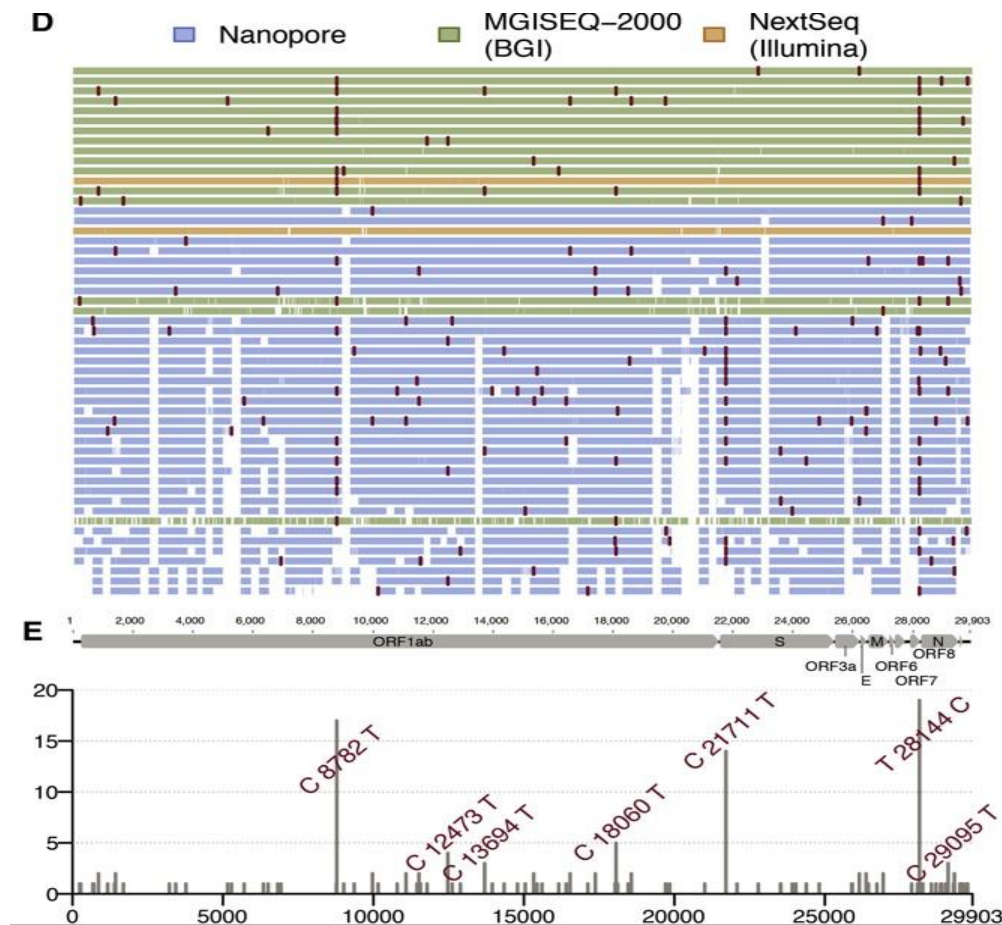 D
Nanopore
MGISEQ-2000
(BGI)
NextSeq
(Illumina)
E
1 2,000 4,000 6,000 8,000 10,000 12,000 14,000 16,000 18,000 20,000 22,000 24,000 26,000 28,000 29,903
ORF1ab S M N
ORF3a ORF6 ORF8
E ORF7
20
15
10
5
0
C 8782 T
C 12473 T
C 13694 T
C 18060 T
C 21711 T
T 28144 C
C 29095 T
0 5000 10000 15000 20000 25000 29903